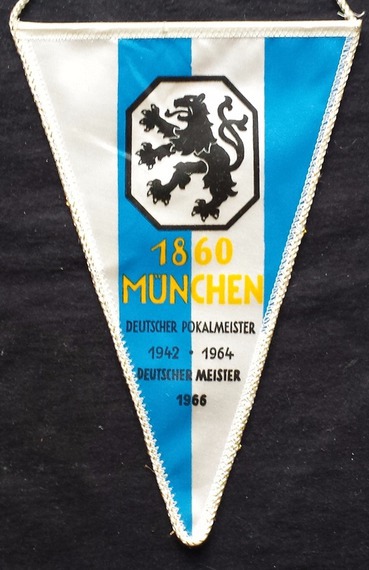 1860
MÜNCHEN
DEUTSCHER POKALMEISTER
1942 • 1964
DEUTSCHER MEISTER
1966